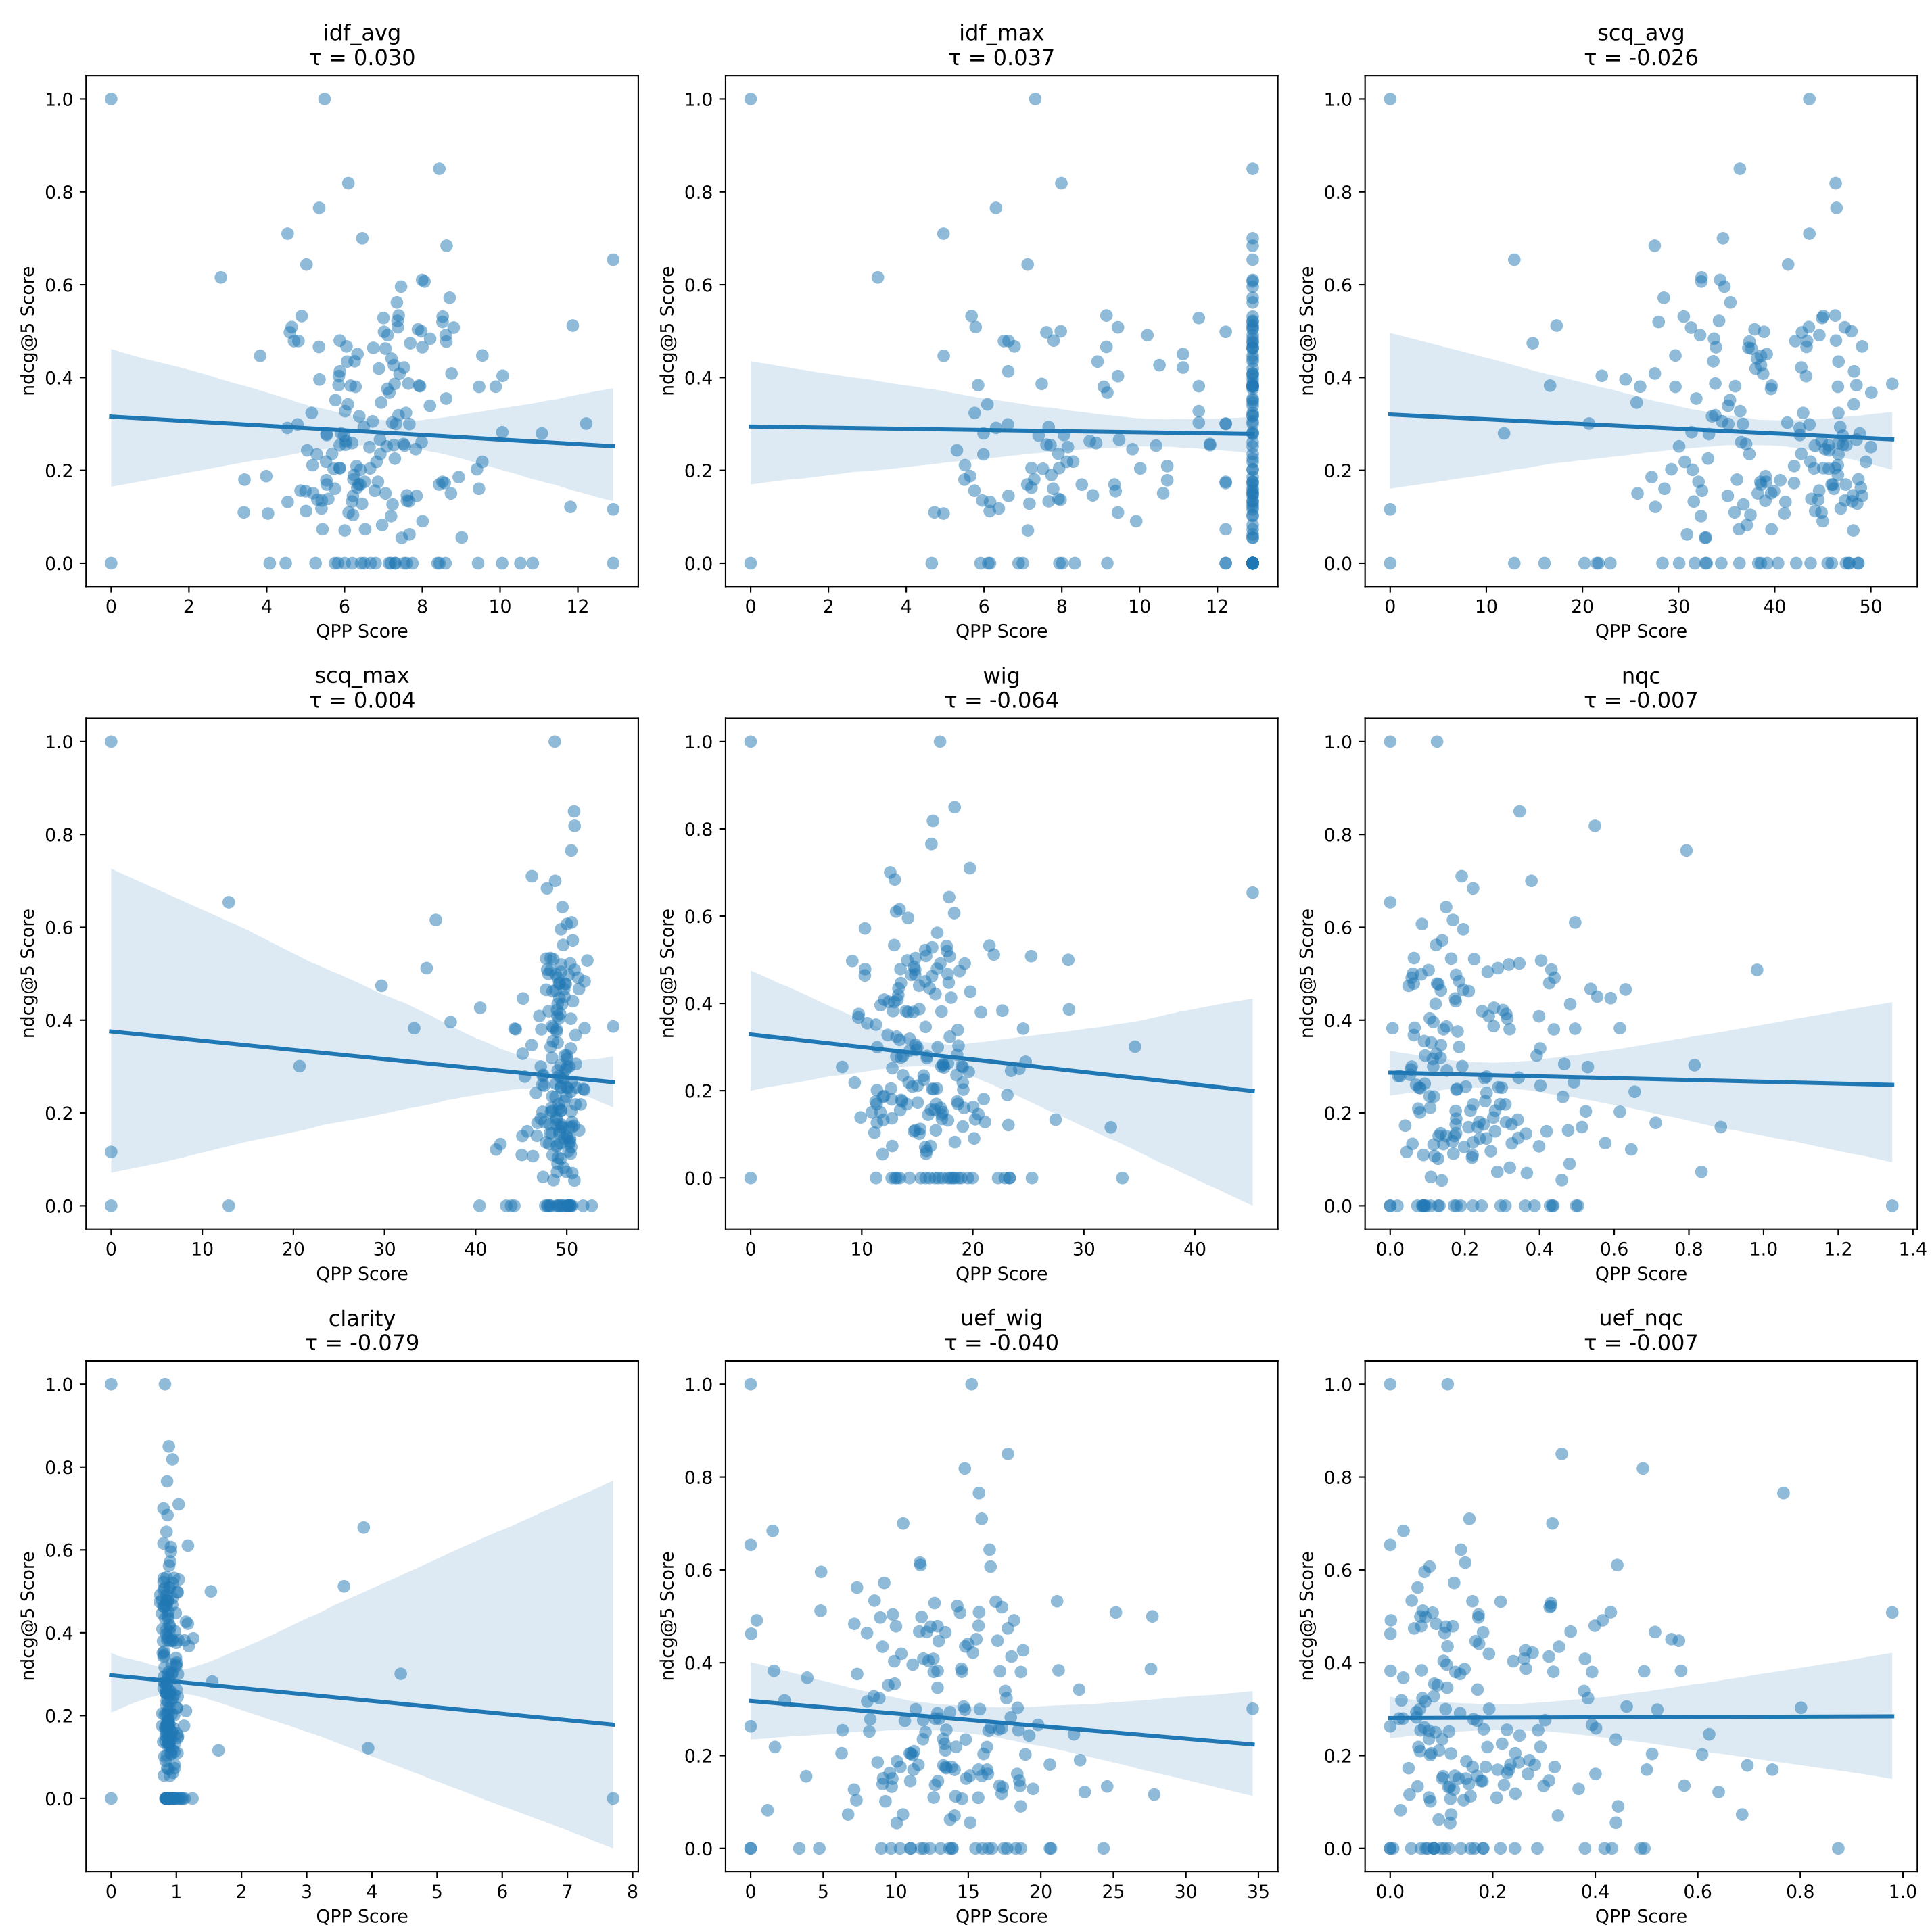 idf_avg
τ = 0.030
idf_max
τ = 0.037
scq_avg
τ = -0.026
ndcg@5 Score
1.0
0.8
0.6
0.4
0.2
0.0
0 2 4 6 8 10 12
QPP Score
ndcg@5 Score
1.0
0.8
0.6
0.4
0.2
0.0
0 2 4 6 8 10 12
QPP Score
ndcg@5 Score
1.0
0.8
0.6
0.4
0.2
0.0
0 10 20 30 40 50
QPP Score
scq_max
τ = 0.004
wig
τ = -0.064
nqc
τ = -0.007
ndcg@5 Score
1.0
0.8
0.6
0.4
0.2
0.0
0 10 20 30 40 50
QPP Score
ndcg@5 Score
1.0
0.8
0.6
0.4
0.2
0.0
0 10 20 30 40
QPP Score
ndcg@5 Score
1.0
0.8
0.6
0.4
0.2
0.0
0.0 0.2 0.4 0.6 0.8 1.0 1.2 1.4
QPP Score
clarity
τ = -0.079
uef_wig
τ = -0.040
uef_nqc
τ = -0.007
ndcg@5 Score
1.0
0.8
0.6
0.4
0.2
0.0
0 1 2 3 4 5 6 7 8
QPP Score
ndcg@5 Score
1.0
0.8
0.6
0.4
0.2
0.0
0 5 10 15 20 25 30 35
QPP Score
ndcg@5 Score
1.0
0.8
0.6
0.4
0.2
0.0
0.0 0.2 0.4 0.6 0.8 1.0
QPP Score